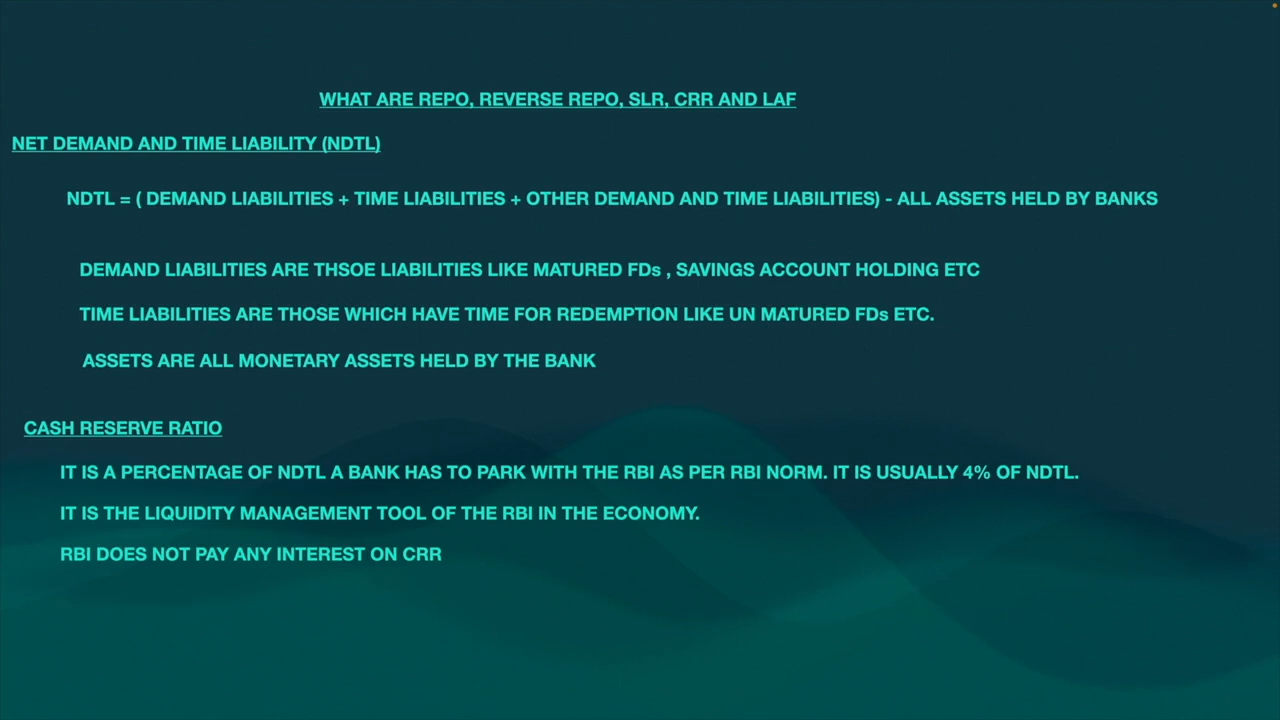 WHAT ARE REPO, REVERSE REPO, SLR, CRR AND LAF
NET DEMAND AND TIME LIABILITY (NDTL)
NDTL = ( DEMAND LIABILITIES + TIME LIABILITIES + OTHER DEMAND AND TIME LIABILITIES) - ALL ASSETS HELD BY BANKS
DEMAND LIABILITIES ARE THSOE LIABILITIES LIKE MATURED FDs , SAVINGS ACCOUNT HOLDING ETC
TIME LIABILITIES ARE THOSE WHICH HAVE TIME FOR REDEMPTION LIKE UN MATURED FDs ETC.
ASSETS ARE ALL MONETARY ASSETS HELD BY THE BANK
CASH RESERVE RATIO
IT IS A PERCENTAGE OF NDTL A BANK HAS TO PARK WITH THE RBI AS PER RBI NORM. IT IS USUALLY 4% OF NDTL.
IT IS THE LIQUIDITY MANAGEMENT TOOL OF THE RBI IN THE ECONOMY.
RBI DOES NOT PAY ANY INTEREST ON CRR